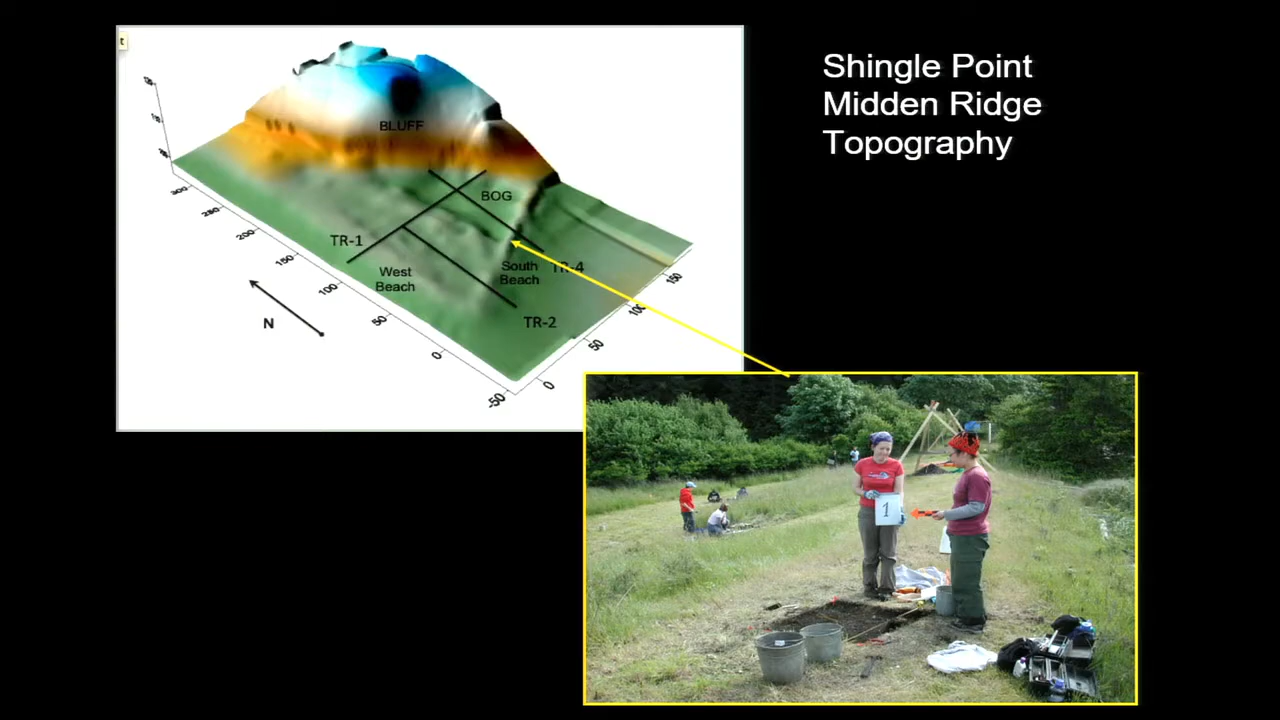 Shingle Point
Midden Ridge
Topography
t
BLUFF
BOG
TR-1
West
Beach
South
Beach
TR-4
TR-2
N
300
250
200
150
100
50
0
-50
0
50
100
150
1